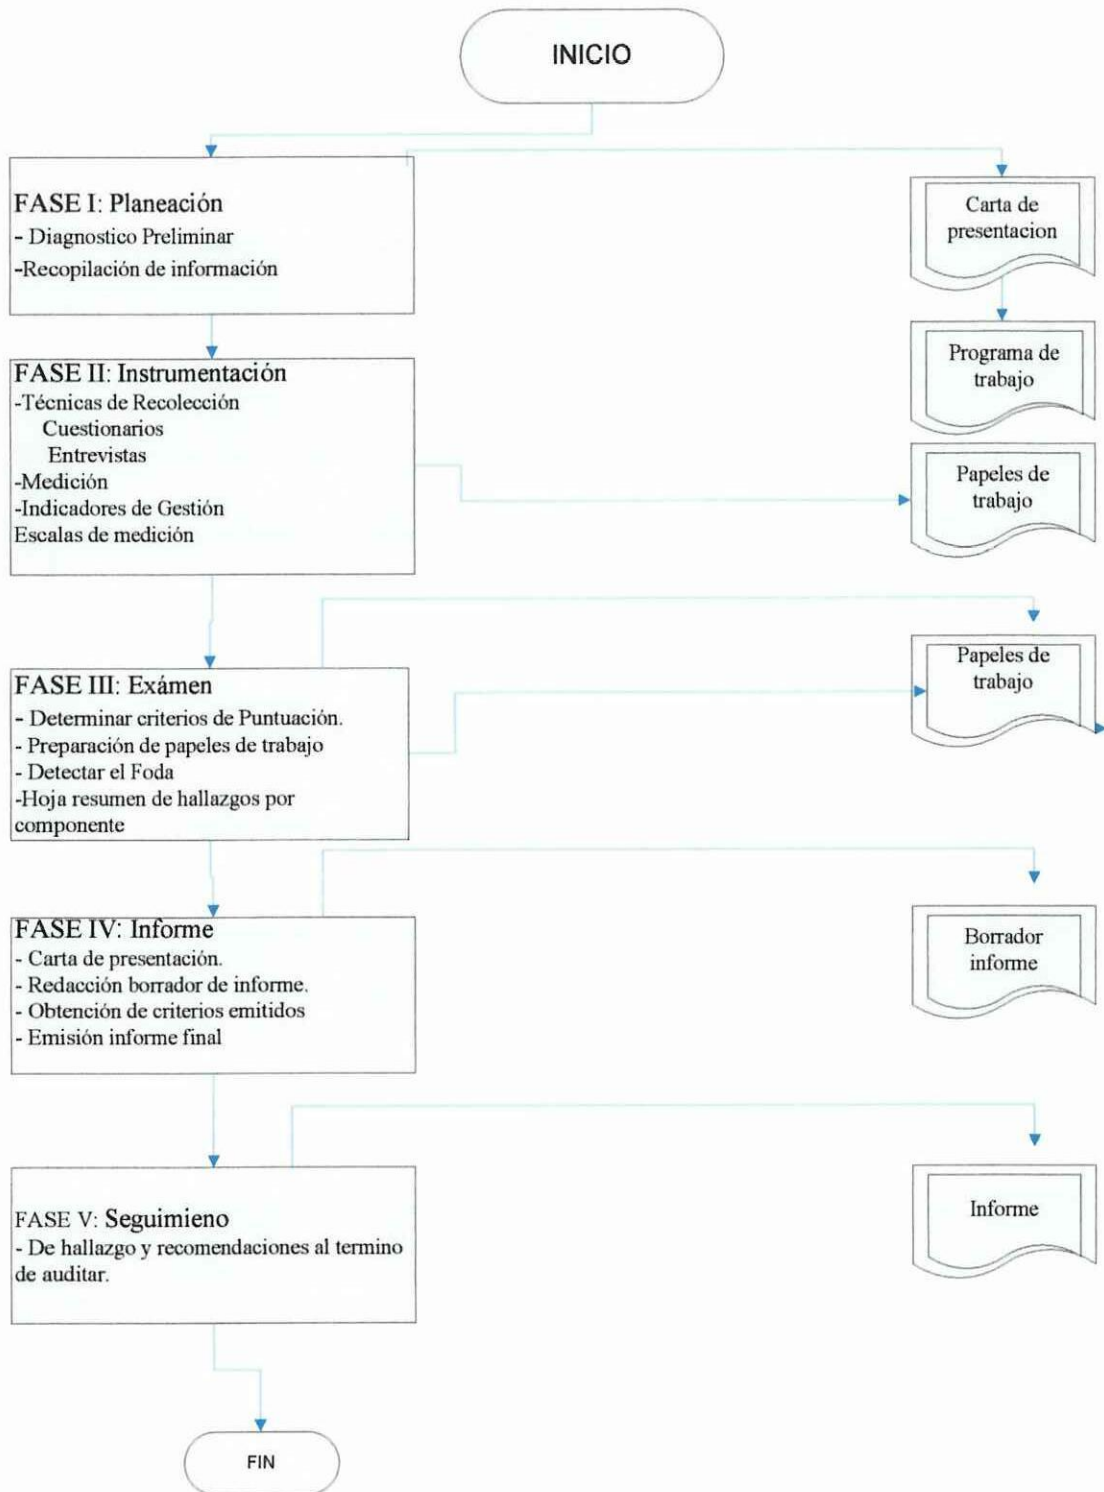 INICIO
FASE I: Planeación
- Diagnostico Preliminar
-Recopilación de información
Carta de
presentacion
Programa de
trabajo
FASE II: Instrumentación
-Técnicas de Recolección
Cuestionarios
Entrevistas
-Medición
-Indicadores de Gestión
Escalas de medición
Papeles de
trabajo
FASE III: Exámen
- Determinar criterios de Puntuación.
- Preparación de papeles de trabajo
- Detectar el Foda
-Hoja resumen de hallazgos por
componente
Papeles de
trabajo
FASE IV: Informe
- Carta de presentación.
- Redacción borrador de informe.
- Obtención de criterios emitidos
- Emisión informe final
Borrador
informe
FASE V: Seguimieno
- De hallazgo y recomendaciones al termino
de auditar.
Informe
FIN